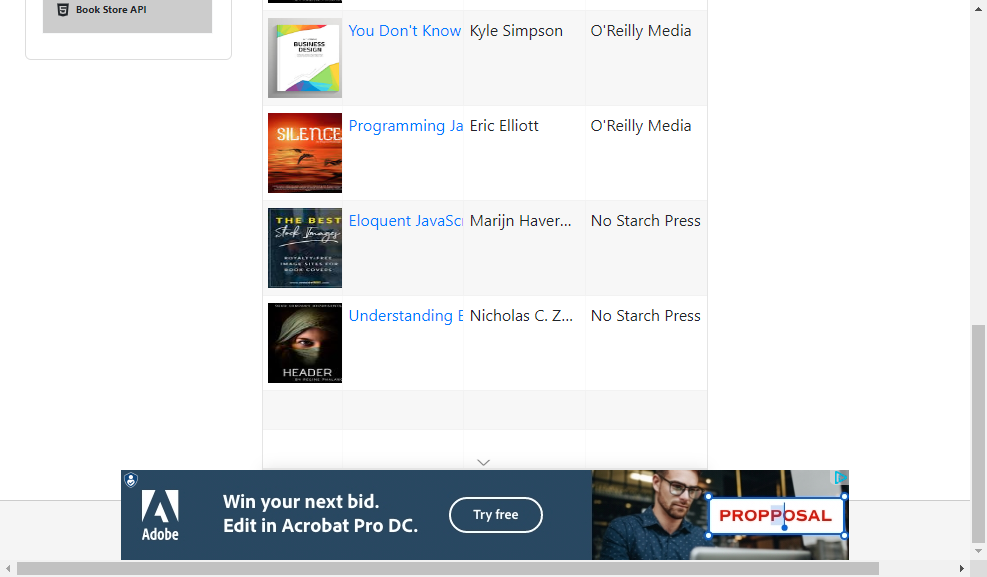 Book Store API
BUSINESS
DESIGN
You Don't Know
Kyle Simpson
O'Reilly Media
SILENCE
Programming Ja
Eric Elliott
O'Reilly Media
THE BEST
Stock Images
ROYALTY-FREE
IMAGE SITES FOR
BOOK COVERS
Eloquent JavaSc
Marijn Haver...
No Starch Press
HEADER
Understanding E
Nicholas C. Z...
No Starch Press
Adobe
Win your next bid.
Edit in Acrobat Pro DC.
Try free
PROPPOSAL